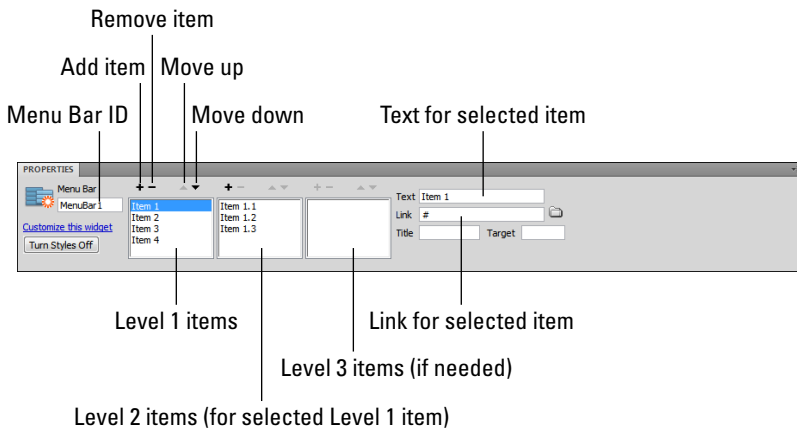 Remove item
Add item Move up
Menu Bar ID Move down Text for selected item
PROPERTIES
Menu Bar
MenuBar1
Customize this widget
Turn Styles Off
+ −
Item 1
Item 2
Item 3
Item 4
+ −
Item 1.1
Item 1.2
Item 1.3
+ −
Text Item 1
Link #
Title Target
Level 1 items Link for selected item
Level 3 items (if needed)
Level 2 items (for selected Level 1 item)